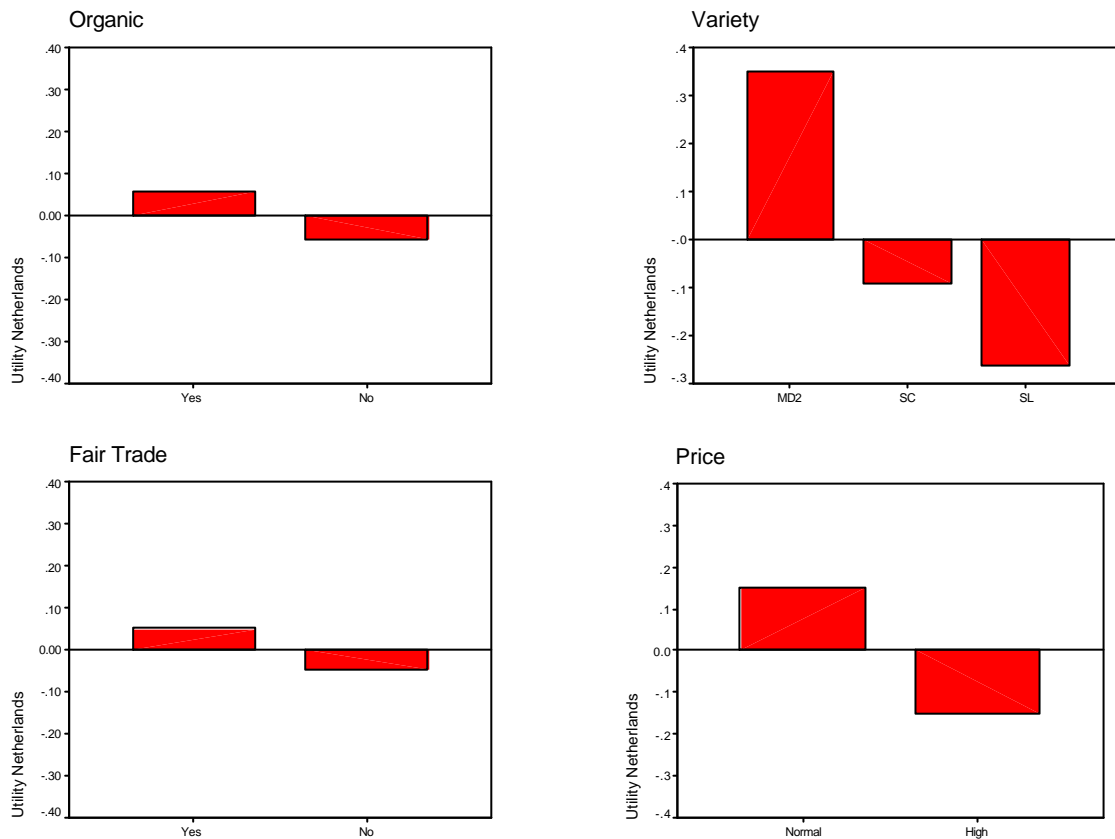 Organic
.40
.30
.20
.10
0.00
-.10
-.20
-.30
-.40
Utility Netherlands
Yes No
Variety
.4
.3
.2
.1
-.0
-.1
-.2
-.3
Utility Netherlands
MD2 SC SL
Fair Trade
.40
.30
.20
.10
0.00
-.10
-.20
-.30
-.40
Utility Netherlands
Yes No
Price
.4
.3
.2
.1
0.0
-.1
-.2
-.3
-.4
Utility Netherlands
Normal High